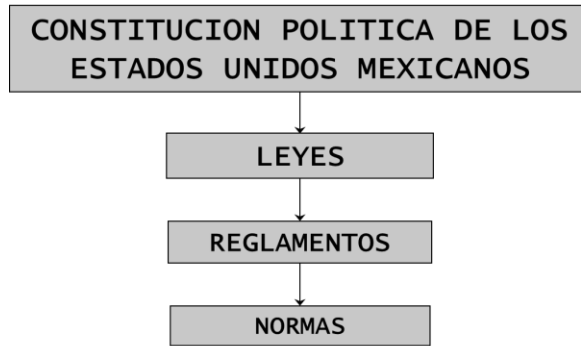 CONSTITUCION POLITICA DE LOS
ESTADOS UNIDOS MEXICANOS
LEYES
REGLAMENTOS
NORMAS